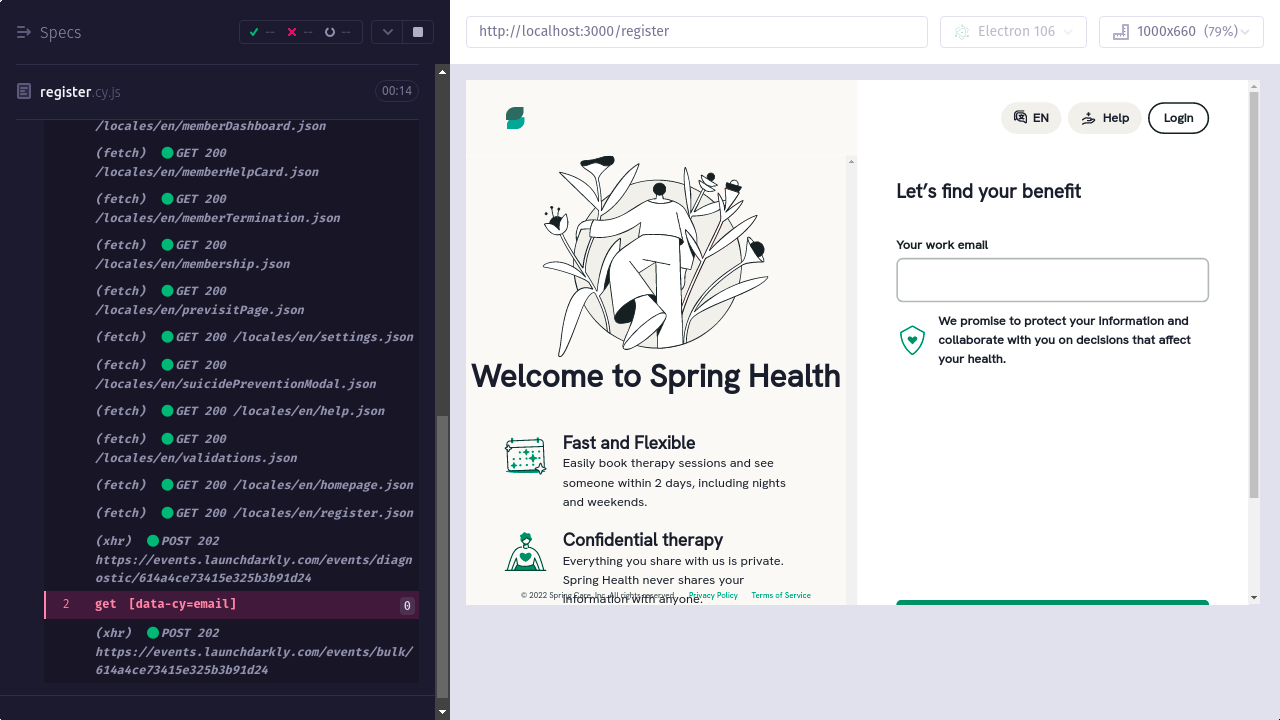 Specs
--
--
--
register.cy.js
00:14
/locales/en/memberDashboard.json
(fetch) GET 200
/locales/en/memberHelpCard.json
(fetch) GET 200
/locales/en/memberTermination.json
(fetch) GET 200
/locales/en/membership.json
(fetch) GET 200
/locales/en/previsitPage.json
(fetch) GET 200 /locales/en/settings.json
(fetch) GET 200
/locales/en/suicidePreventionModal.json
(fetch) GET 200 /locales/en/help.json
(fetch) GET 200
/locales/en/validations.json
(fetch) GET 200 /locales/en/homepage.json
(fetch) GET 200 /locales/en/register.json
(xhr) POST 202
https://events.launchdarkly.com/events/diagn
ostic/614a4ce73415e325b3b91d24
2 get [data-cy=email] 0
(xhr) POST 202
https://events.launchdarkly.com/events/bulk/
614a4ce73415e325b3b91d24
http://localhost:3000/register
Electron 106
1000x660 (79%)
EN
Help
Login
Welcome to Spring Health
Fast and Flexible
Easily book therapy sessions and see
someone within 2 days, including nights
and weekends.
Confidential therapy
Everything you share with us is private.
Spring Health never shares your
information with anyone.
© 2022 Spring Care, Inc. All rights reserved. Privacy Policy Terms of Service
Let's find your benefit
Your work email
We promise to protect your information and
collaborate with you on decisions that affect
your health.